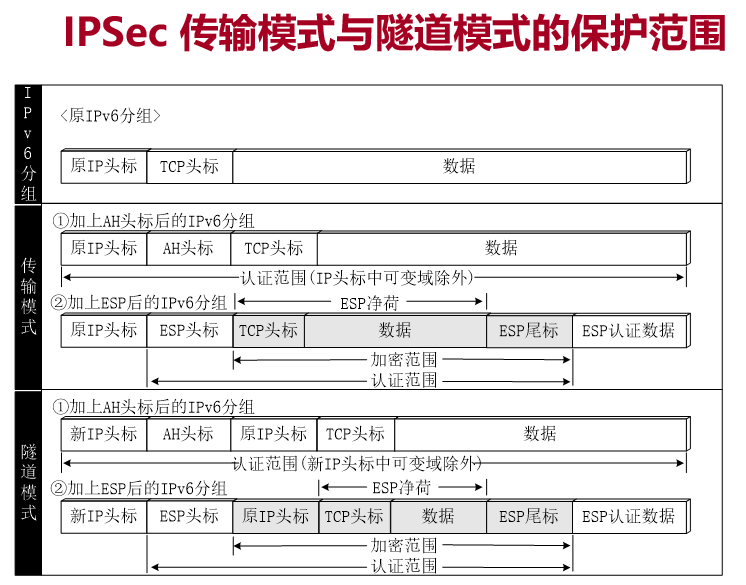 IPSec 传输模式与隧道模式的保护范围
IPv6分组
<原IPv6分组>
原IP头标 TCP头标 数据
传输模式
①加上AH头标后的IPv6分组
原IP头标 AH头标 TCP头标 数据
认证范围(IP头标中可变域除外)
②加上ESP后的IPv6分组 ESP净荷
原IP头标 ESP头标 TCP头标 数据 ESP尾标 ESP认证数据
加密范围
认证范围
隧道模式
①加上AH头标后的IPv6分组
新IP头标 AH头标 原IP头标 TCP头标 数据
认证范围(新IP头标中可变域除外)
②加上ESP后的IPv6分组 ESP净荷
新IP头标 ESP头标 原IP头标 TCP头标 数据 ESP尾标 ESP认证数据
加密范围
认证范围